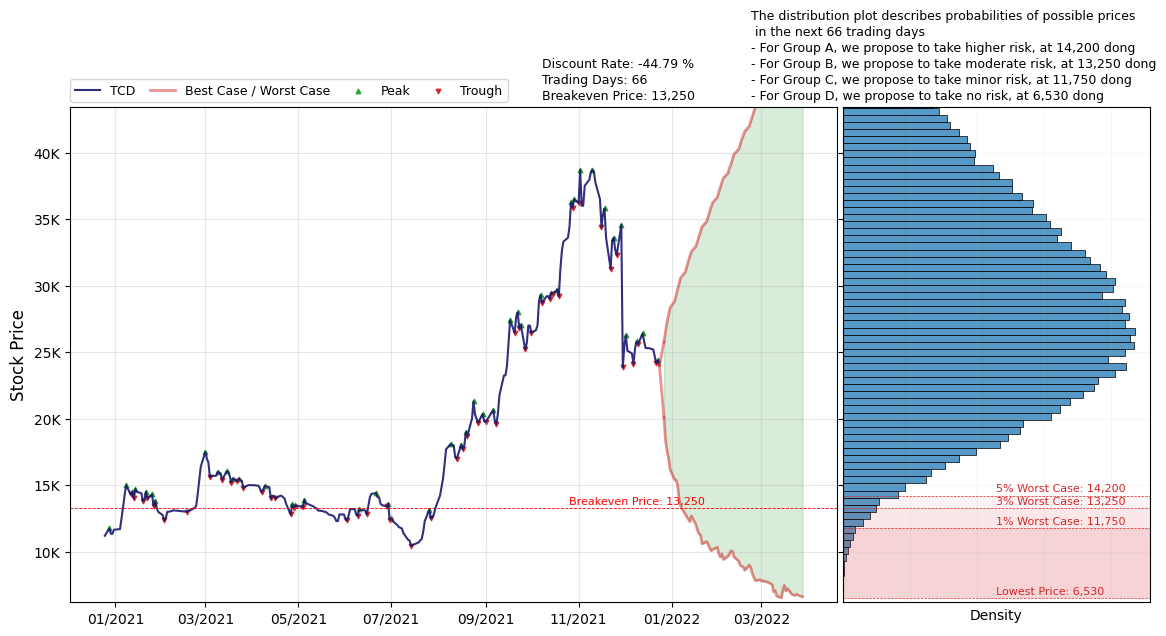 The distribution plot describes probabilities of possible prices
in the next 66 trading days
- For Group A, we propose to take higher risk, at 14,200 dong
- For Group B, we propose to take moderate risk, at 13,250 dong
- For Group C, we propose to take minor risk, at 11,750 dong
- For Group D, we propose to take no risk, at 6,530 dong
Discount Rate: -44.79 %
Trading Days: 66
Breakeven Price: 13,250
TCD
Best Case / Worst Case
Peak
Trough
Stock Price
40K
35K
30K
25K
20K
15K
10K
Breakeven Price: 13,250
5% Worst Case: 14,200
3% Worst Case: 13,250
1% Worst Case: 11,750
Lowest Price: 6,530
01/2021
03/2021
05/2021
07/2021
09/2021
11/2021
01/2022
03/2022
Density